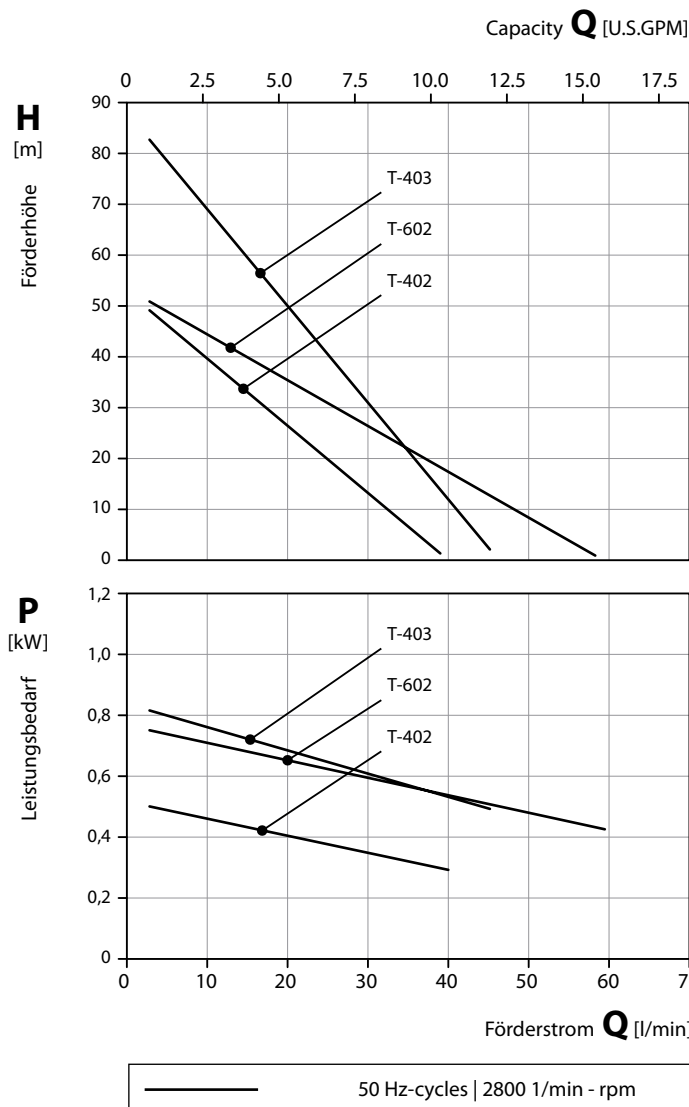 Capacity Q [U.S.GPM]
0 2.5 5.0 7.5 10.0 12.5 15.0 17.5
H
[m]
Förderhöhe
90
80
70
60
50
40
30
20
10
0
T-403
T-602
T-402
P
[kW]
Leistungsbedarf
1,2
1,0
0,8
0,6
0,4
0,2
0
T-403
T-602
T-402
0 10 20 30 40 50 60
Förderstrom Q [l/min]
50 Hz-cycles | 2800 1/min - rpm